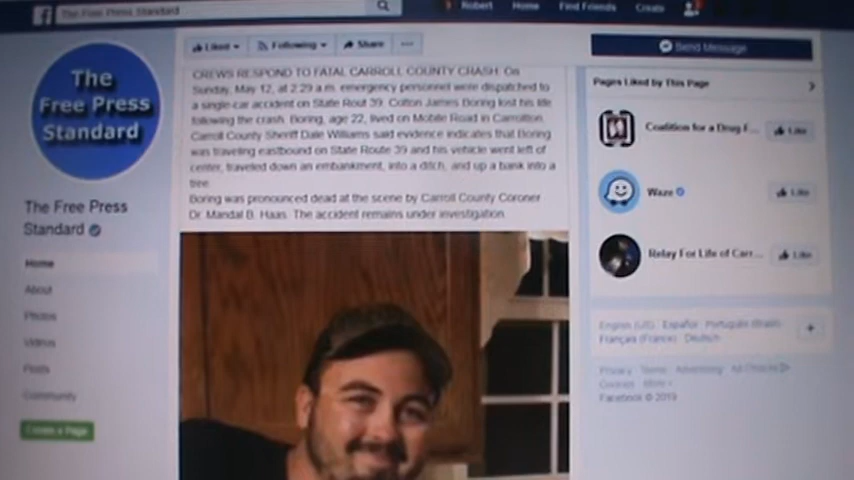 The Free Press Standard
Robert Home Find Friends Create
Liked Following Share
Send Message
The
Free Press
Standard
CREWS RESPOND TO FATAL CARROLL COUNTY CRASH: On
Sunday, May 12, at 2:29 a.m. emergency personnel were dispatched to
a single-car accident on State Rout 39. Colton James Boring lost his life
following the crash. Boring, age 22, lived on Mobile Road in Carrollton.
Carroll County Sheriff Dale Williams said evidence indicates that Boring
was traveling eastbound on State Route 39 and his vehicle went left of
center, traveled down an embankment, into a ditch, and up a bank into a
tree.
Boring was pronounced dead at the scene by Carroll County Coroner
Dr. Mandal B. Haas. The accident remains under investigation.
The Free Press
Standard
Home
About
Photos
Videos
Posts
Community
Create a Page
Pages Liked by This Page
Coalition for a Drug F... Like
Waze Like
Relay For Life of Carr... Like
English (US) · Español · Português (Brasil) ·
Français (France) · Deutsch
Privacy · Terms · Advertising · Ad Choices
Cookies · More
Facebook © 2019